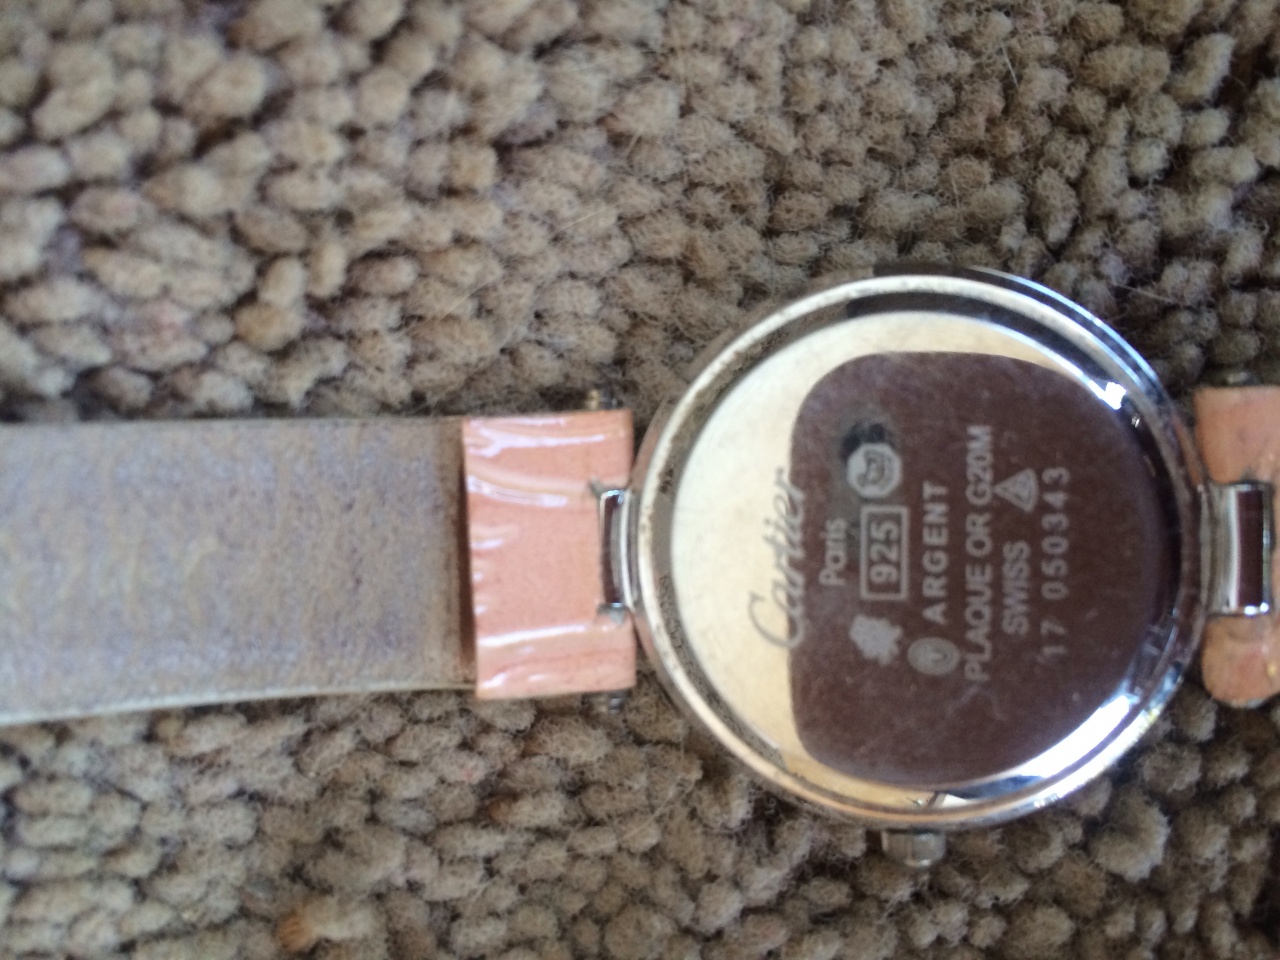 Cartier
Paris
925
ARGENT
PLAQUE OR G20M
SWISS
17 050343